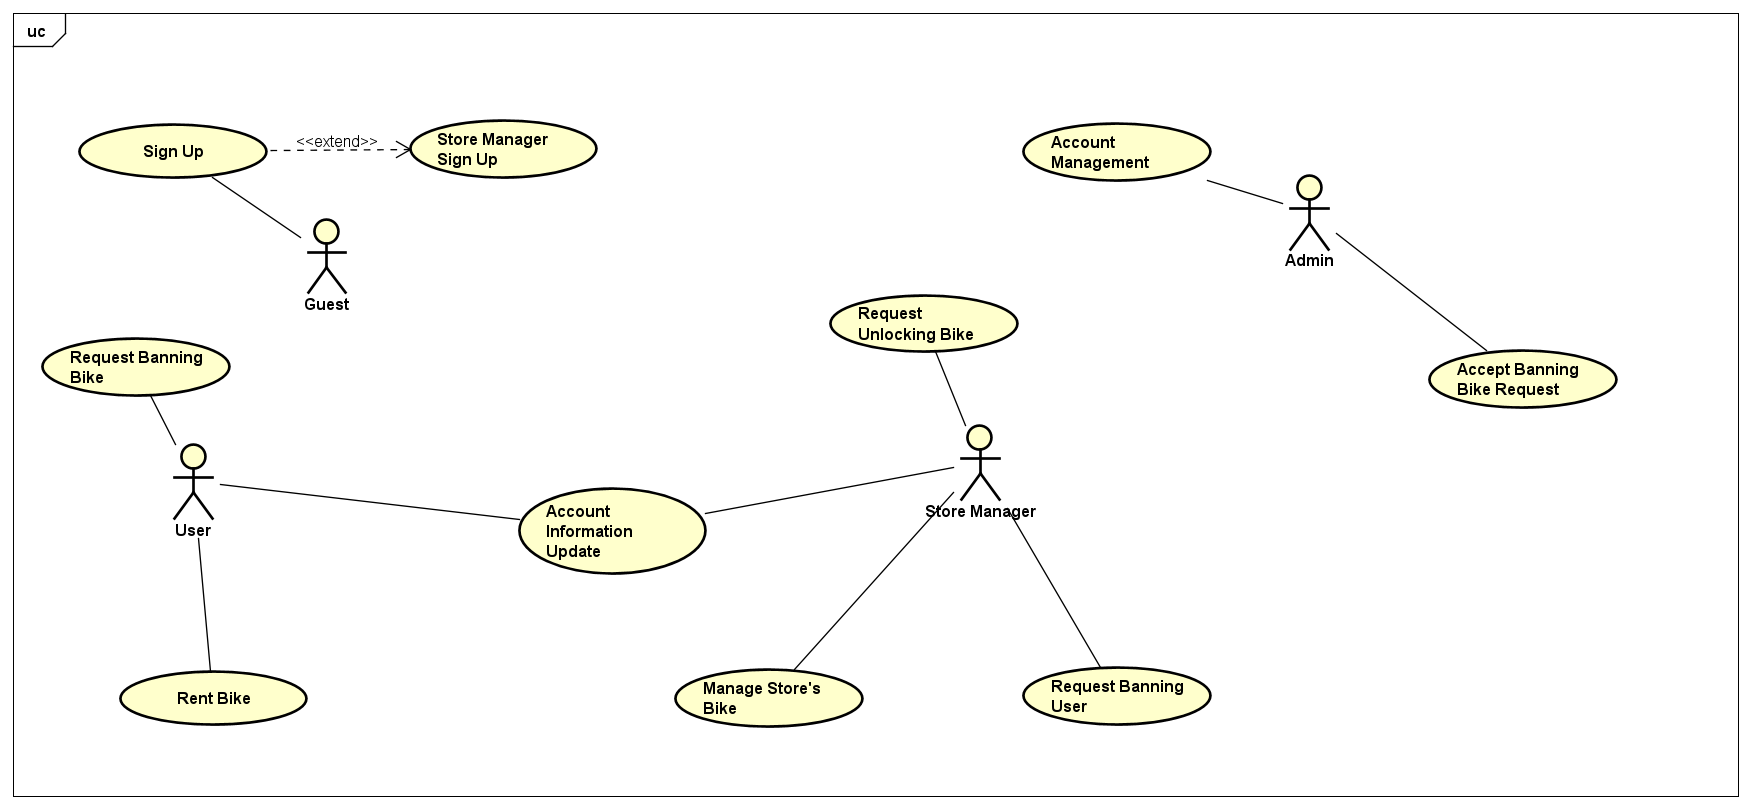 uc
Sign Up
<<extend>>
Store Manager
Sign Up
Account
Management
Guest
Admin
Request
Unlocking Bike
Request Banning
Bike
Accept Banning
Bike Request
User
Account
Information
Update
Store Manager
Rent Bike
Manage Store's
Bike
Request Banning
User